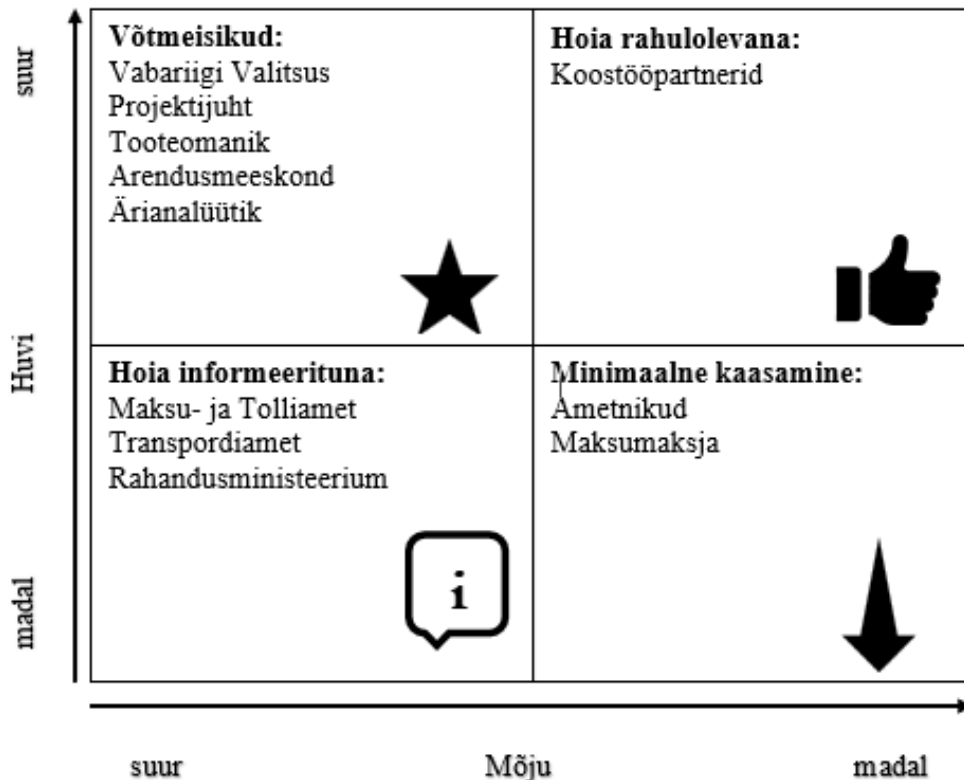 suur
Huvi
madal
Võtmeisikud:
Vabariigi Valitsus
Projektijuht
Tooteomanik
Arendusmeeskond
Ärianalüütik
Hoia rahulolevana:
Koostööpartnerid
Hoia informeerituna:
Maksu- ja Tolliamet
Transpordiamet
Rahandusministeerium
i
Minimaalne kaasamine:
Ametnikud
Maksumaksja
suur
Mõju
madal